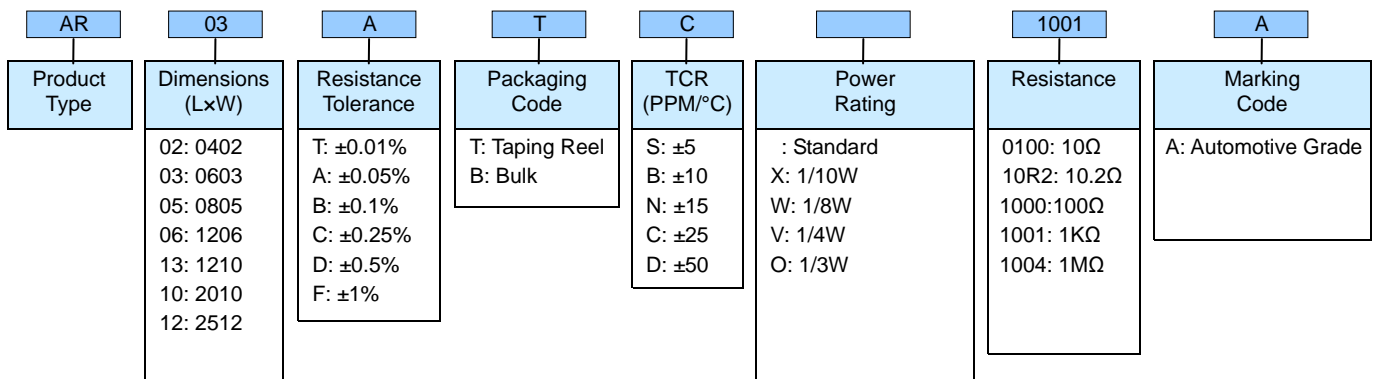 AR 03 A T C 1001 A
Product Type
Dimensions (L×W)
Resistance Tolerance
Packaging Code
TCR (PPM/°C)
Power Rating
Resistance
Marking Code
02: 0402
03: 0603
05: 0805
06: 1206
13: 1210
10: 2010
12: 2512
T: ±0.01%
A: ±0.05%
B: ±0.1%
C: ±0.25%
D: ±0.5%
F: ±1%
T: Taping Reel
B: Bulk
S: ±5
B: ±10
N: ±15
C: ±25
D: ±50
: Standard
X: 1/10W
W: 1/8W
V: 1/4W
O: 1/3W
0100: 10Ω
10R2: 10.2Ω
1000:100Ω
1001: 1KΩ
1004: 1MΩ
A: Automotive Grade